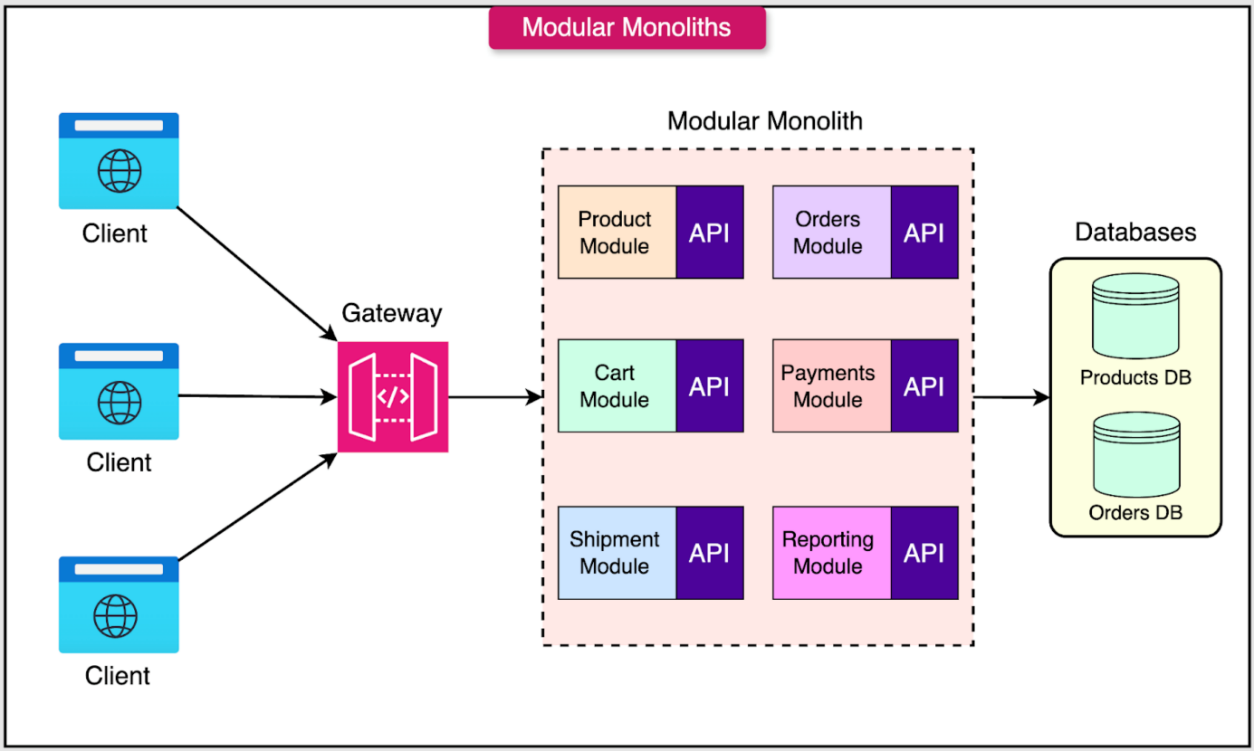 Modular Monoliths
Client
Client
Client
Gateway
</>
Modular Monolith
Product
Module
API
Orders
Module
API
Cart
Module
API
Payments
Module
API
Shipment
Module
API
Reporting
Module
API
Databases
Products DB
Orders DB